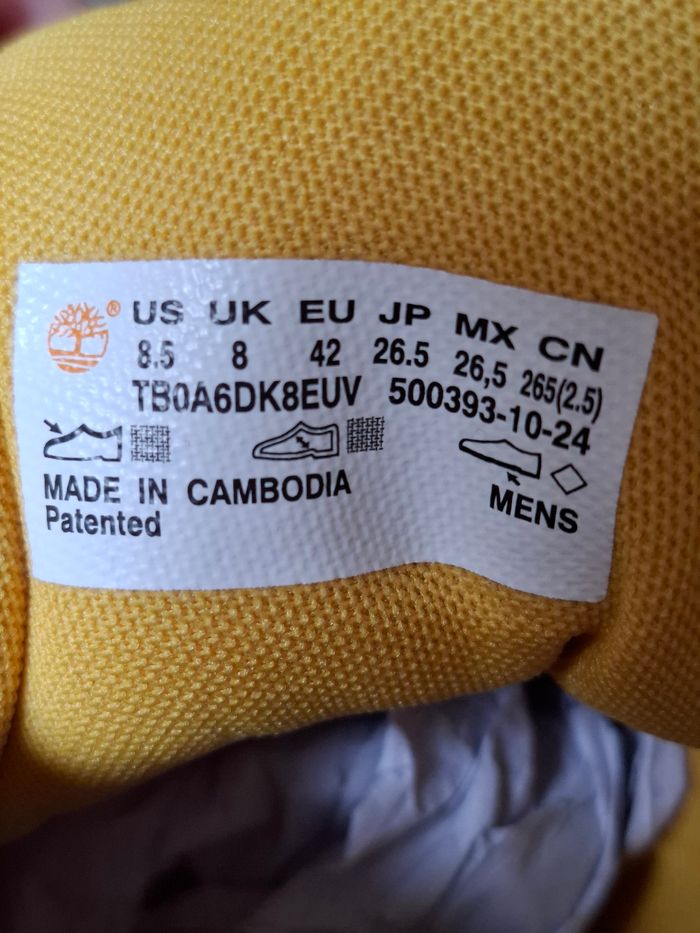 ® US UK EU JP MX CN
8.5 8 42 26.5 26,5 265(2.5)
TB0A6DK8EUV 500393-10-24
MADE IN CAMBODIA
Patented MENS